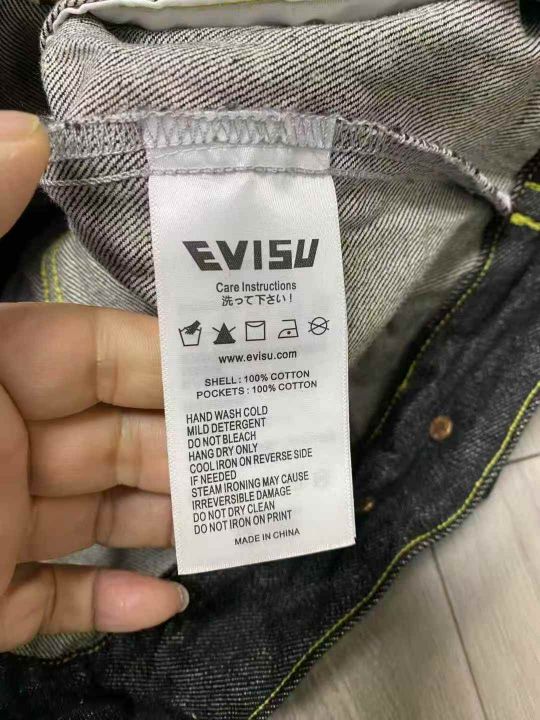 EVISU
Care Instructions
洗って下さい!
www.evisu.com
SHELL : 100% COTTON
POCKETS : 100% COTTON
HAND WASH COLD
MILD DETERGENT
DO NOT BLEACH
HANG DRY ONLY
COOL IRON ON REVERSE SIDE
IF NEEDED
STEAM IRONING MAY CAUSE
IRREVERSIBLE DAMAGE
DO NOT DRY CLEAN
DO NOT IRON ON PRINT
MADE IN CHINA